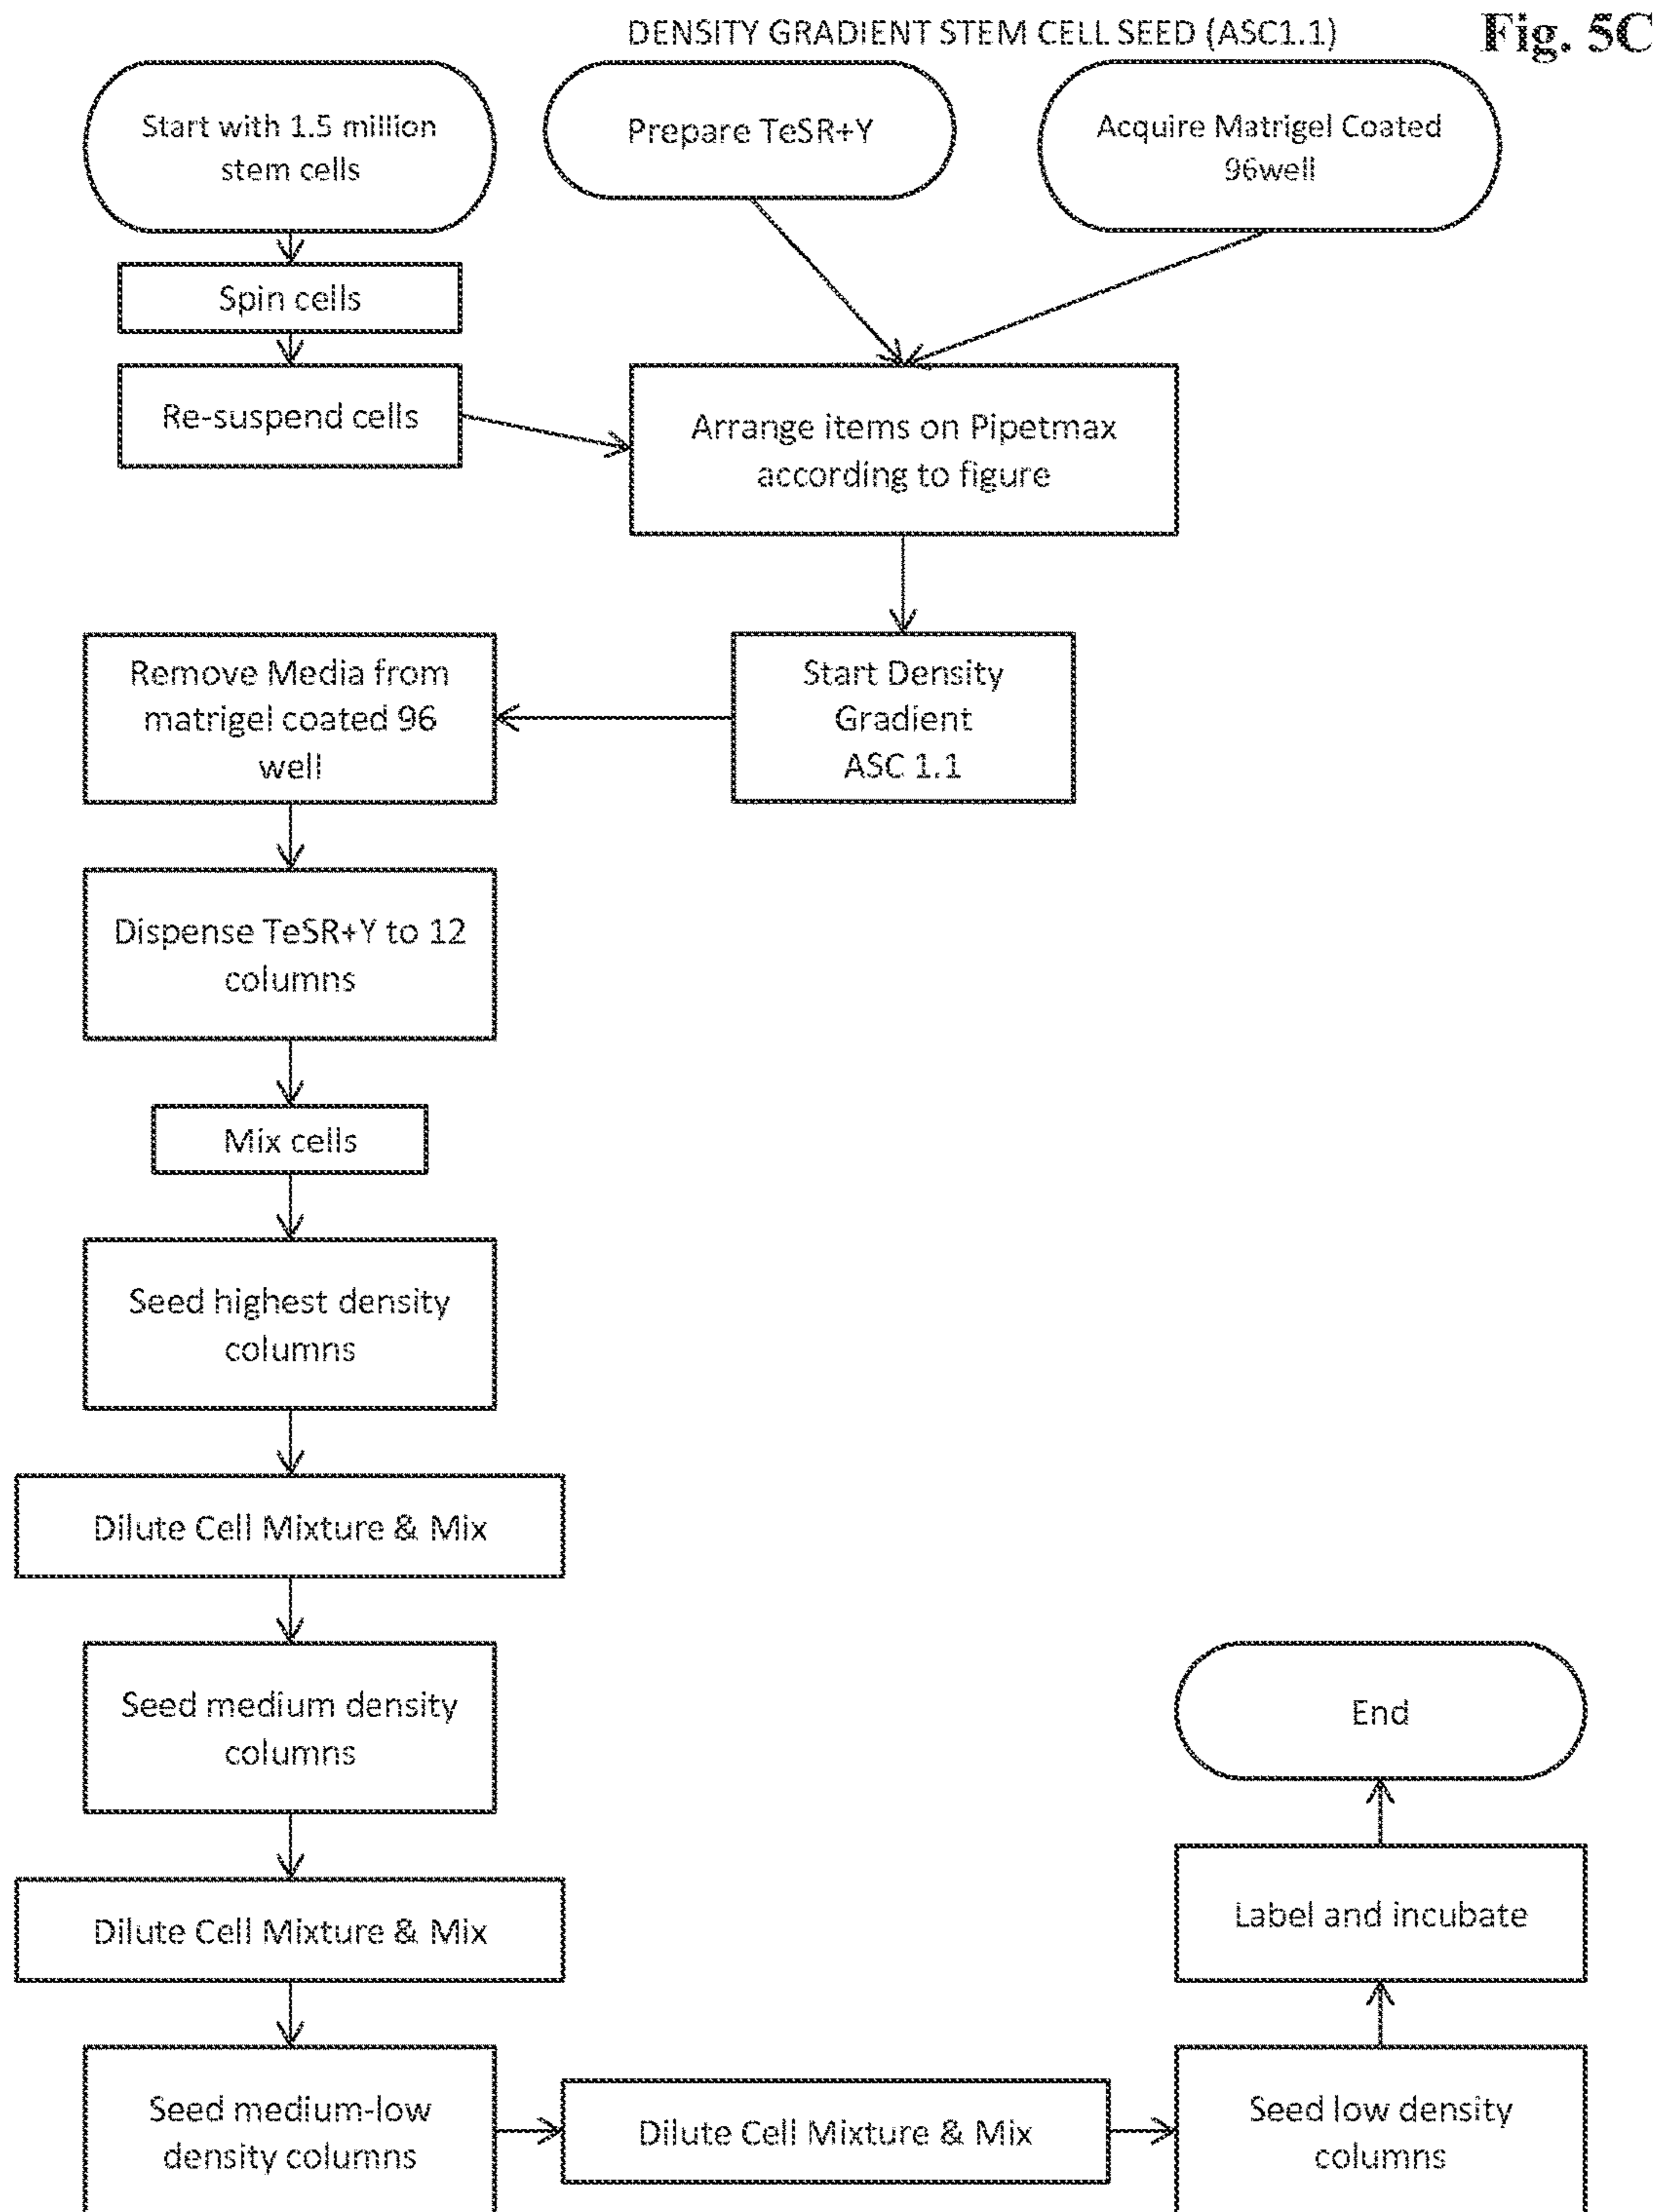 DENSITY GRADIENT STEM CELL SEED (ASC1.1)
Fig. 5C
Start with 1.5 million
stem cells
Prepare TeSR+Y
Acquire Matrigel Coated
96well
Spin cells
Re-suspend cells
Arrange items on Pipetmax
according to figure
Start Density
Gradient
ASC 1.1
Remove Media from
matrigel coated 96
well
Dispense TeSR+Y to 12
columns
Mix cells
Seed highest density
columns
Dilute Cell Mixture & Mix
Seed medium density
columns
Dilute Cell Mixture & Mix
Seed medium-low
density columns
Dilute Cell Mixture & Mix
Seed low density
columns
Label and incubate
End